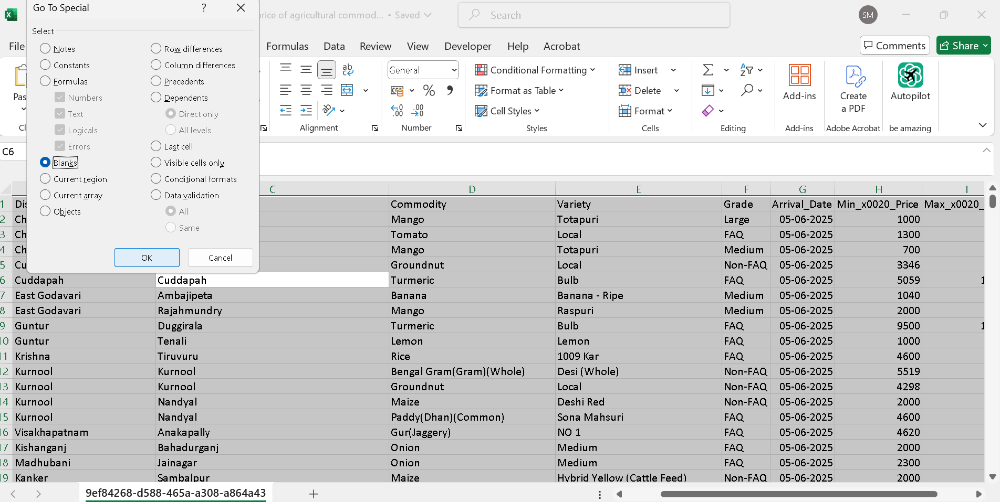 Go To Special
?
rice of agricultural commod... • Saved
Search
SM
Select
Notes
Constants
Formulas
Numbers
Text
Logicals
Errors
Blanks
Current region
Current array
Objects
Row differences
Column differences
Precedents
Dependents
Direct only
All levels
Last cell
Visible cells only
Conditional formats
Data validation
All
Same
OK
Cancel
File
Formulas
Data
Review
View
Developer
Help
Acrobat
Comments
Share
Pas
Cl
ab
Alignment
General
%
Number
Conditional Formatting
Format as Table
Cell Styles
Styles
Insert
Delete
Format
Cells
Editing
Add-ins
Add-ins
Create
a PDF
Adobe Acrobat
Autopilot
be amazing
C6
C D E F G H I
1 Dis Commodity Variety Grade Arrival_Date Min_x0020_Price Max_x0020_
2 Ch Mango Totapuri Large 05-06-2025 1000
3 Ch Tomato Local FAQ 05-06-2025 1300
4 Ch Mango Totapuri Medium 05-06-2025 700
5 Cu Groundnut Local Non-FAQ 05-06-2025 3346
6 Cuddapah Cuddapah Turmeric Bulb FAQ 05-06-2025 5059 1
7 East Godavari Ambajipeta Banana Banana - Ripe Medium 05-06-2025 1040
8 East Godavari Rajahmundry Mango Raspuri Medium 05-06-2025 2000
9 Guntur Duggirala Turmeric Bulb FAQ 05-06-2025 9500 1
10 Guntur Tenali Lemon Lemon FAQ 05-06-2025 1000
11 Krishna Tiruvuru Rice 1009 Kar FAQ 05-06-2025 4600
12 Kurnool Kurnool Bengal Gram(Gram)(Whole) Desi (Whole) Non-FAQ 05-06-2025 5519
13 Kurnool Kurnool Groundnut Local Non-FAQ 05-06-2025 4298
14 Kurnool Nandyal Maize Deshi Red Non-FAQ 05-06-2025 2000
15 Kurnool Nandyal Paddy(Dhan)(Common) Sona Mahsuri FAQ 05-06-2025 4600
16 Visakhapatnam Anakapally Gur(Jaggery) NO 1 FAQ 05-06-2025 4620
17 Kishanganj Bahadurganj Onion Medium FAQ 05-06-2025 2000
18 Madhubani Jainagar Onion Medium FAQ 05-06-2025 2300
19 Kanker Sambalpur Maize Hybrid Yellow (Cattle Feed) Non-FAQ 05-06-2025 2000
9ef84268-d588-465a-a308-a864a43